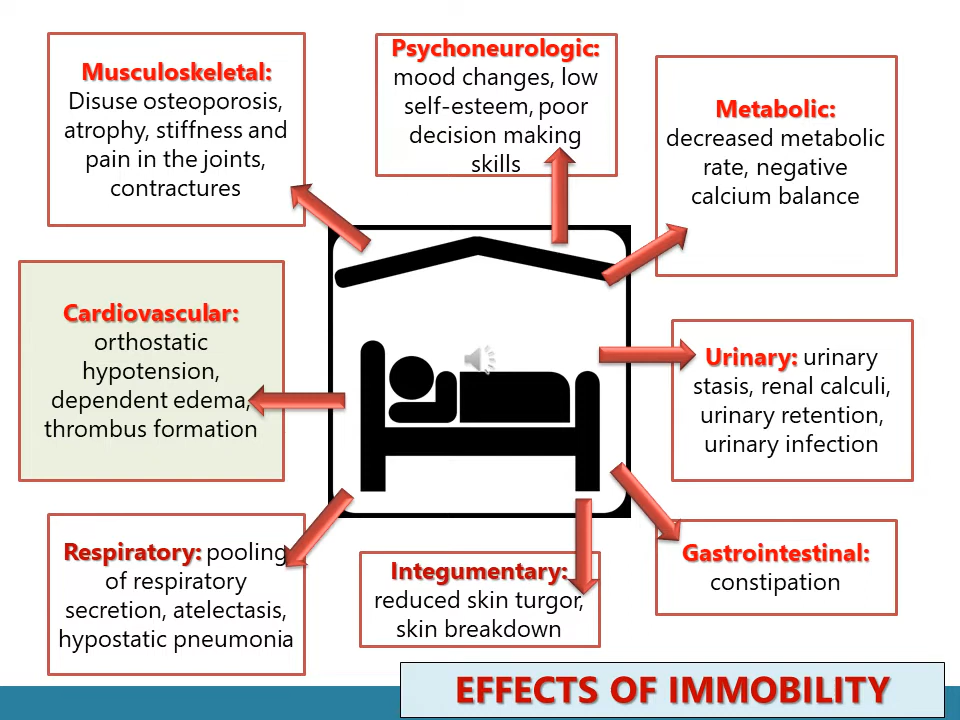 Musculoskeletal:
Disuse osteoporosis,
atrophy, stiffness and
pain in the joints,
contractures
Psychoneurologic:
mood changes, low
self-esteem, poor
decision making
skills
Metabolic:
decreased metabolic
rate, negative
calcium balance
Cardiovascular:
orthostatic
hypotension,
dependent edema,
thrombus formation
Urinary: urinary
stasis, renal calculi,
urinary retention,
urinary infection
Respiratory: pooling
of respiratory
secretion, atelectasis,
hypostatic pneumonia
Integumentary:
reduced skin turgor,
skin breakdown
Gastrointestinal:
constipation
EFFECTS OF IMMOBILITY